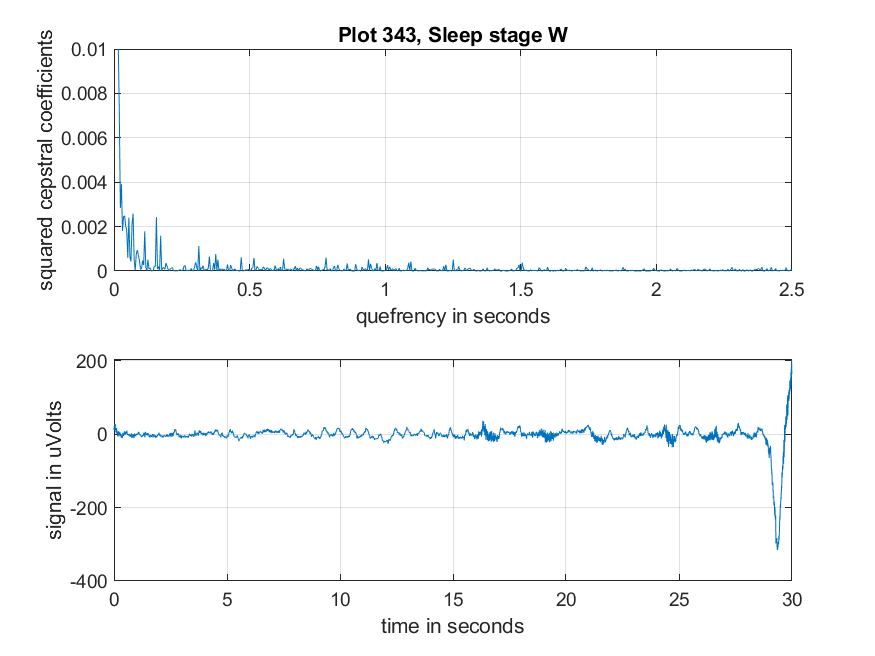 Plot 343, Sleep stage W
squared cepstral coefficients
0.01
0.008
0.006
0.004
0.002
0
0 0.5 1 1.5 2 2.5
quefrency in seconds
signal in uVolts
200
0
-200
-400
0 5 10 15 20 25 30
time in seconds